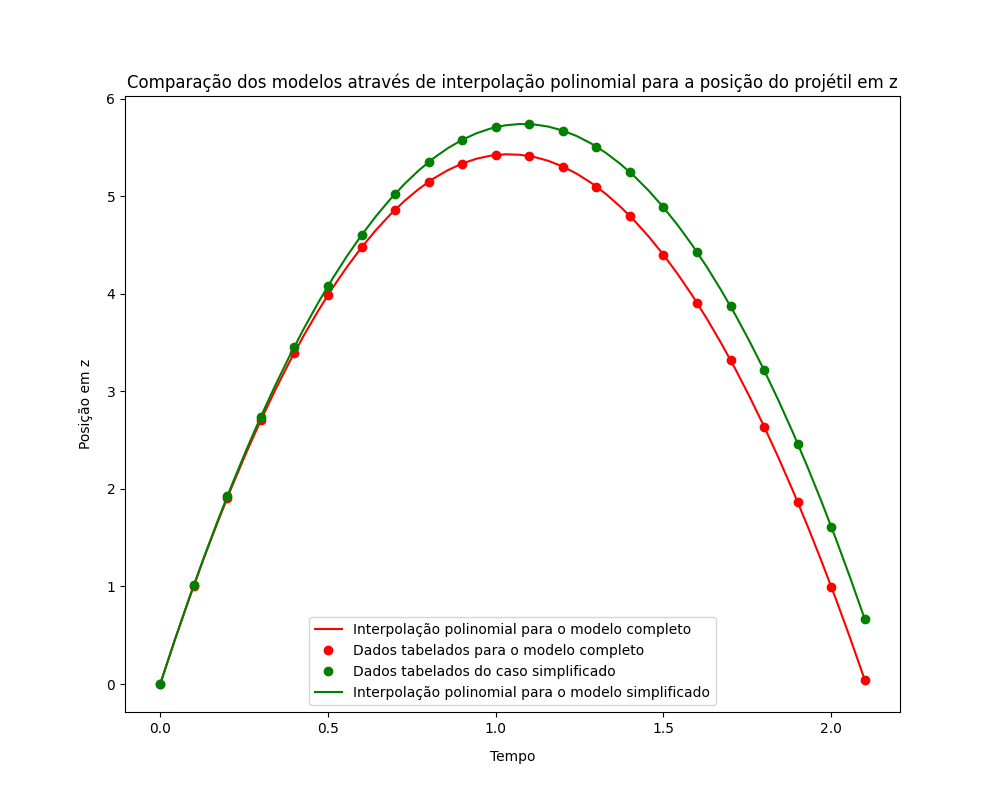 Comparação dos modelos através de interpolação polinomial para a posição do projétil em z
6
5
4
3
2
1
0
Posição em z
Interpolação polinomial para o modelo completo
Dados tabelados para o modelo completo
Dados tabelados do caso simplificado
Interpolação polinomial para o modelo simplificado
0.0
0.5
1.0
1.5
2.0
Tempo